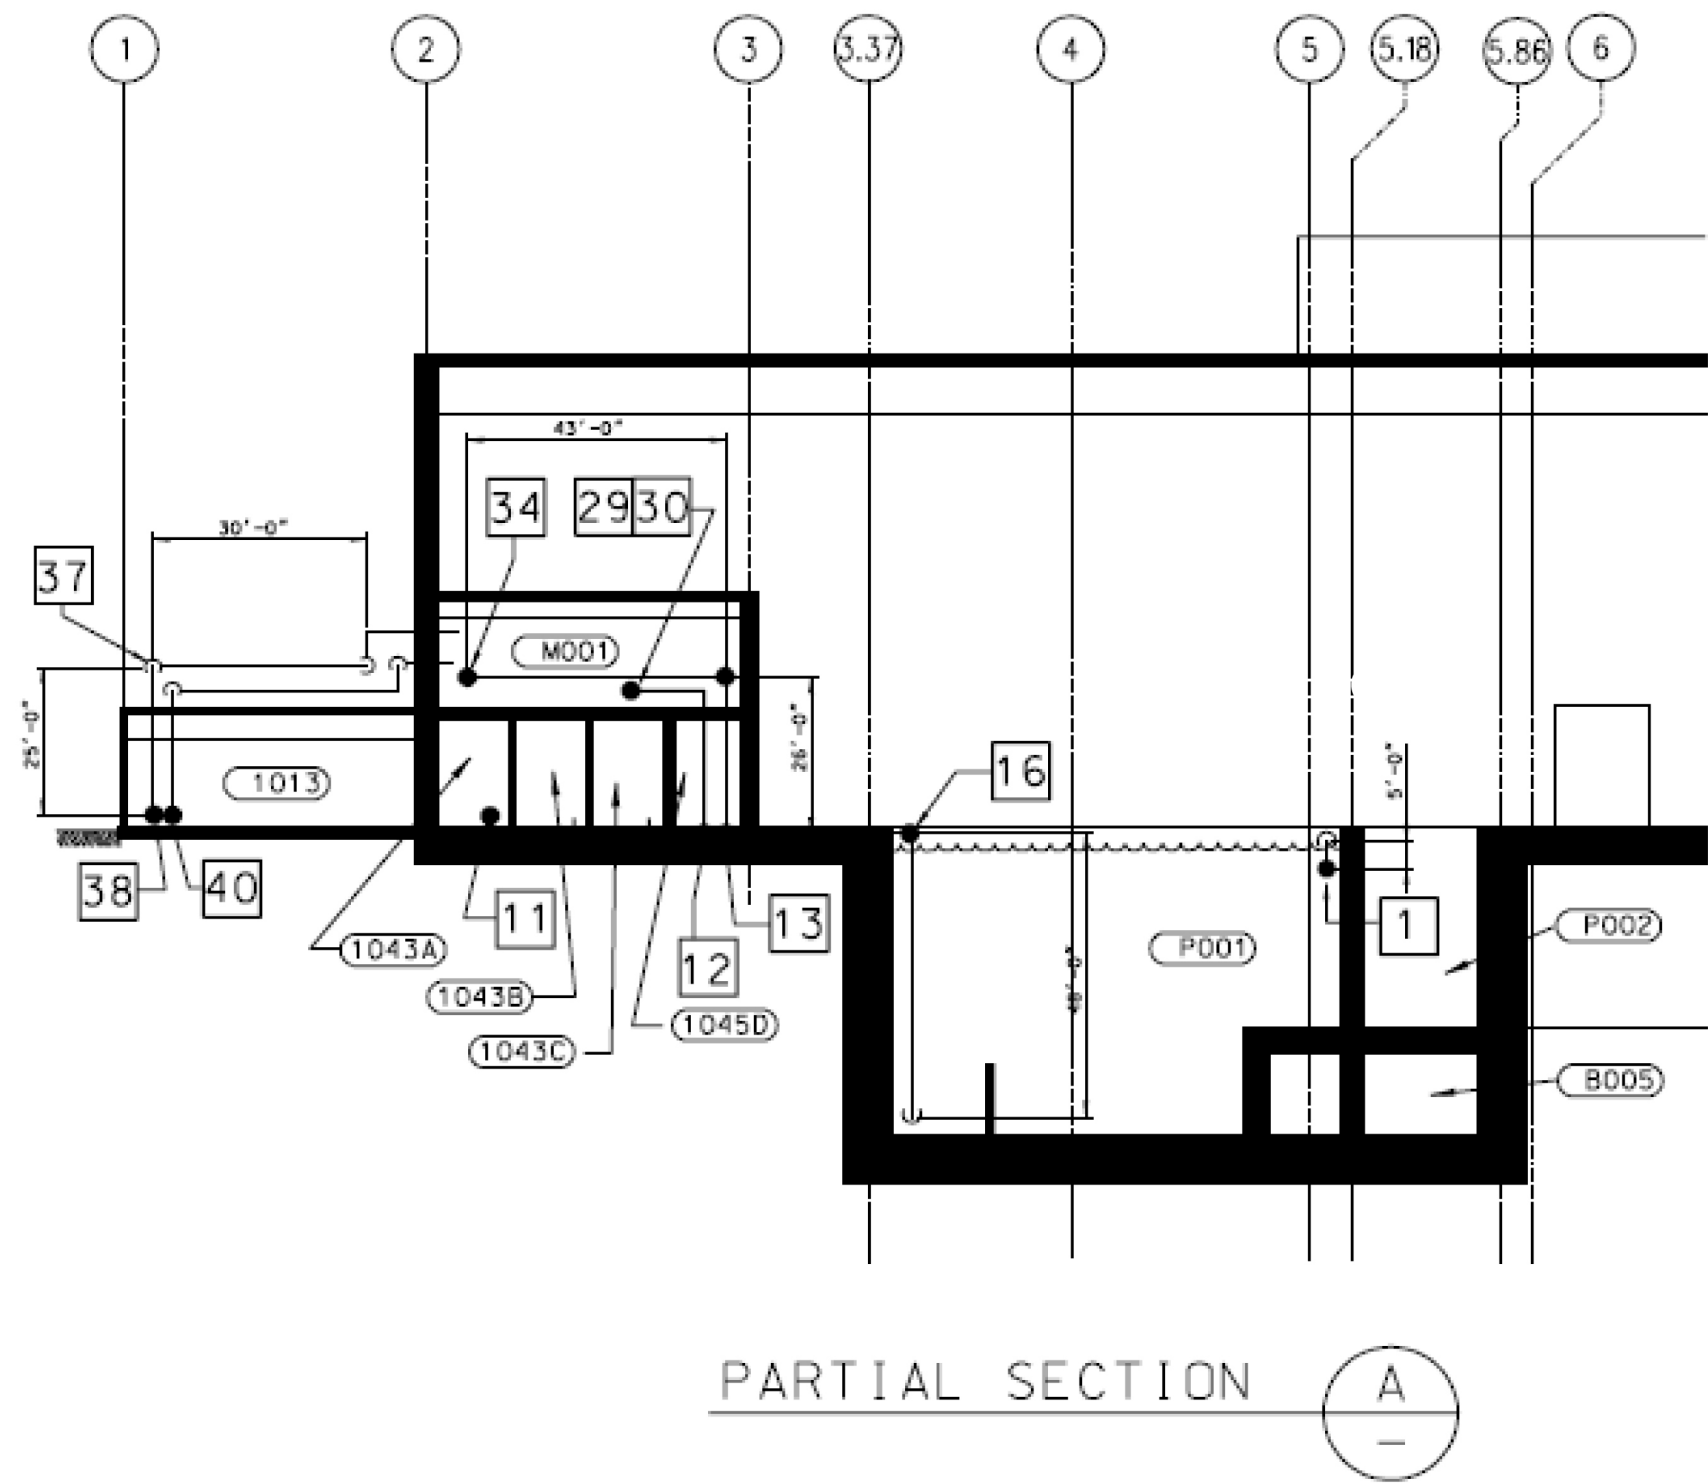 1 2 3 3.37 4 5 5.18 5.86 6
43'-0"
34 29 30
30'-0"
37
M001
25'-0"
26'-0"
5'-0"
16
1013
38 40
11 13 1
P002
1043A
P001
12
48'-0"
1043B
1045D
1043C
B005
PARTIAL SECTION A
–